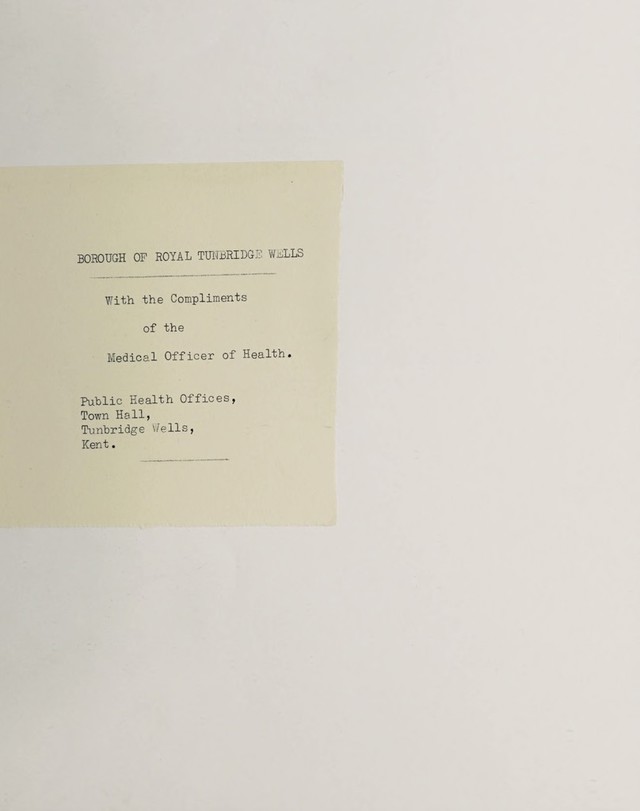 BOROUGH OF ROYAL TUNBRIDGE WELLS
With the Compliments
of the
Medical Officer of Health.
Public Health Offices,
Town Hall,
Tunbridge Wells,
Kent.